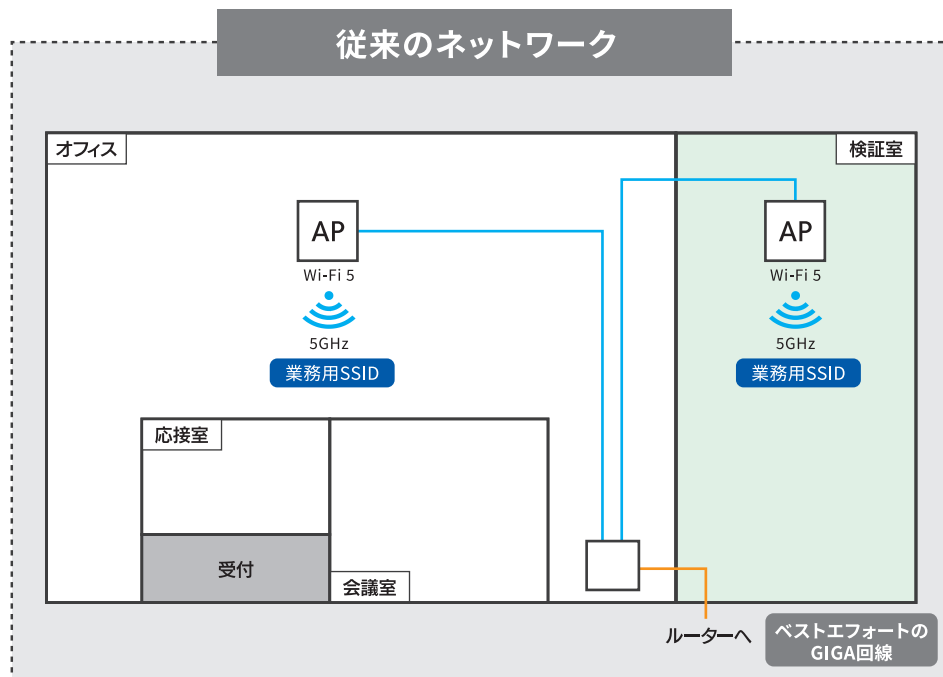 従来のネットワーク
オフィス
検証室
AP
Wi-Fi 5
5GHz
業務用SSID
AP
Wi-Fi 5
5GHz
業務用SSID
応接室
受付
会議室
ルーターへ
ベストエフォートの
GIGA回線